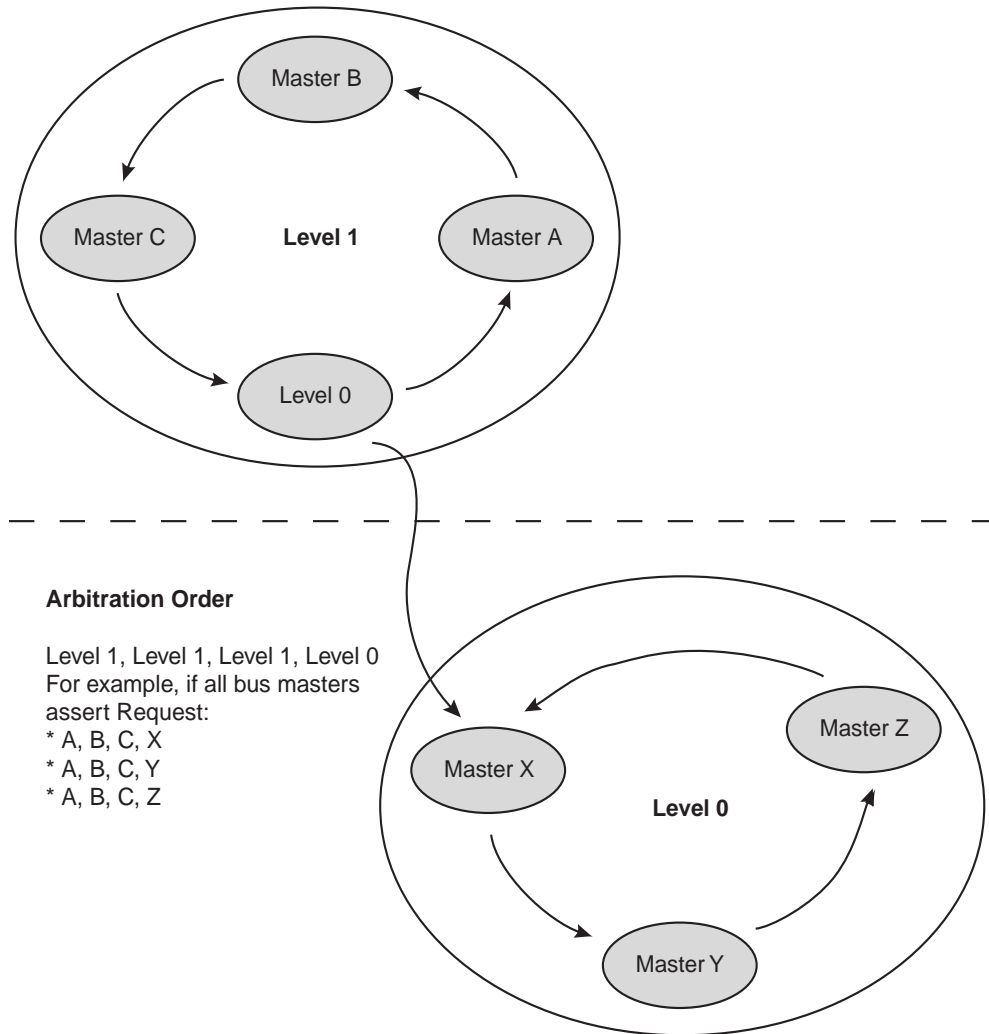 Master B
Master C
Level 1
Master A
Level 0
Arbitration Order
Level 1, Level 1, Level 1, Level 0
For example, if all bus masters
assert Request:
* A, B, C, X
* A, B, C, Y
* A, B, C, Z
Master Z
Master X
Level 0
Master Y